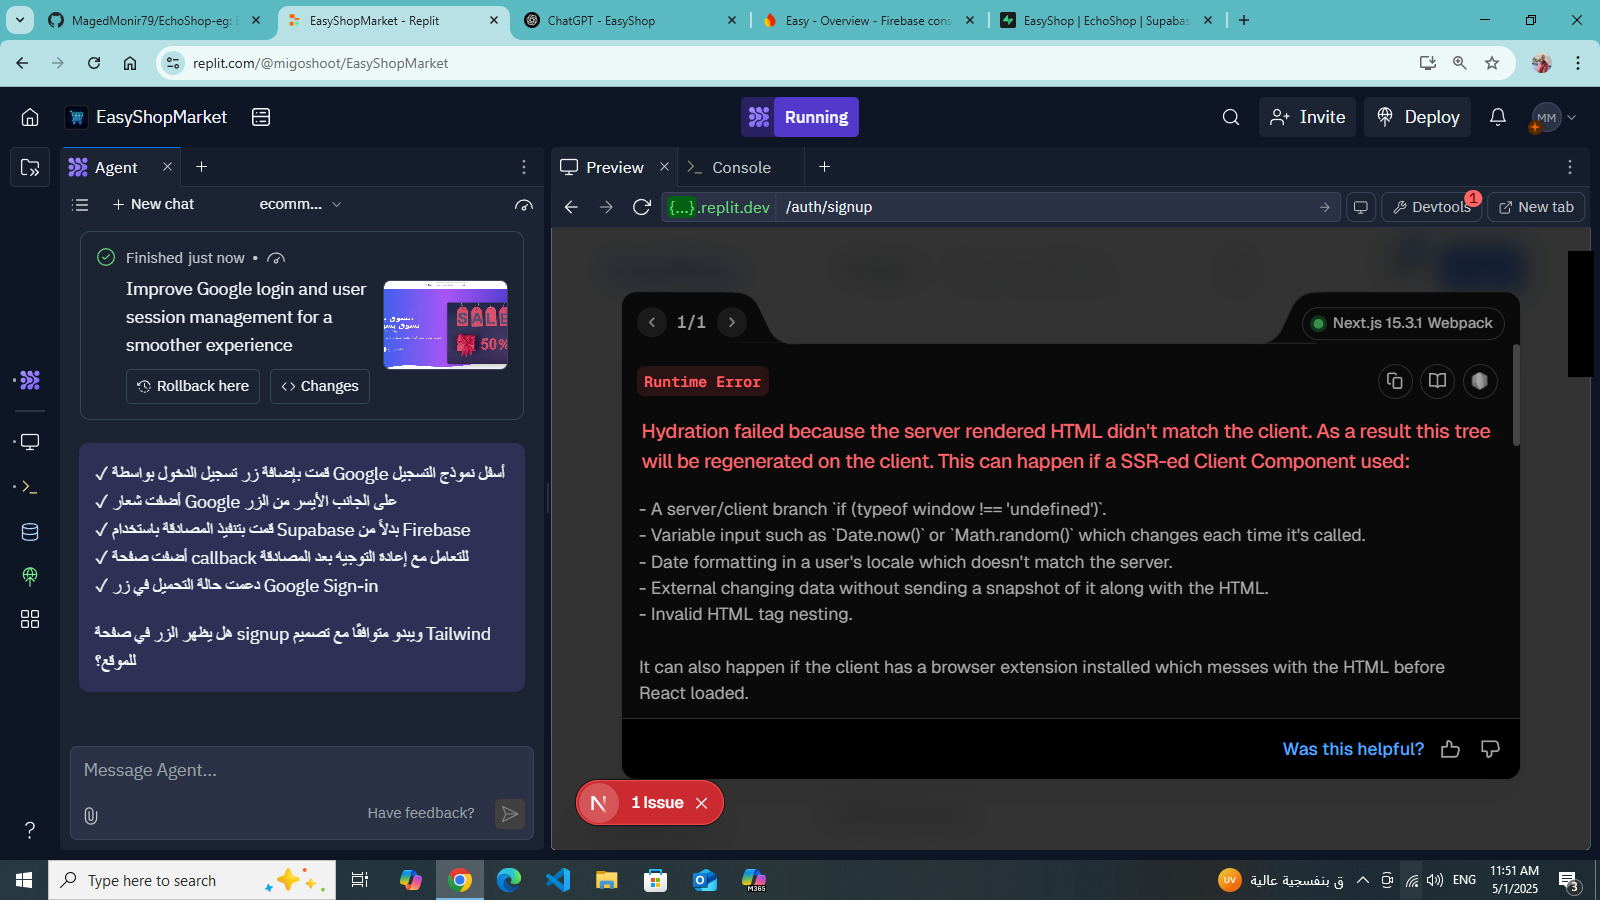 MagedMonir79/EchoShop-eg: E
EasyShopMarket - Replit
ChatGPT - EasyShop
Easy - Overview - Firebase cons
EasyShop | EchoShop | Supabas
replit.com/@migoshoot/EasyShopMarket
EasyShopMarket
Running
Invite
Deploy
MM
Agent
Preview
Console
New chat
ecomm...
{...}.replit.dev
/auth/signup
Devtools
1
New tab
Finished just now •
Improve Google login and user
session management for a
smoother experience
SALE
50%
Rollback here
Changes
✓ قمت بإضافة زر تسجيل الدخول بواسطة Google أسفل نموذج التسجيل
✓ أضفت شعار Google على الجانب الأيسر من الزر
✓ قمت بتنفيذ المصادقة باستخدام Supabase بدلاً من Firebase
✓ أضفت صفحة callback للتعامل مع إعادة التوجيه بعد المصادقة
✓ دعمت حالة التحميل في زر Google Sign-in
هل يظهر الزر في صفحة signup ويبدو متوافقًا مع تصميم Tailwind
للموقع؟
Message Agent...
Have feedback?
1/1
Next.js 15.3.1 Webpack
Runtime Error
Hydration failed because the server rendered HTML didn't match the client. As a result this tree
will be regenerated on the client. This can happen if a SSR-ed Client Component used:
- A server/client branch `if (typeof window !== 'undefined')`.
- Variable input such as `Date.now()` or `Math.random()` which changes each time it's called.
- Date formatting in a user's locale which doesn't match the server.
- External changing data without sending a snapshot of it along with the HTML.
- Invalid HTML tag nesting.
It can also happen if the client has a browser extension installed which messes with the HTML before
React loaded.
Was this helpful?
N
1 Issue
?
Type here to search
M365
UV
ق بنفسجية عالية
ENG
11:51 AM
5/1/2025
3